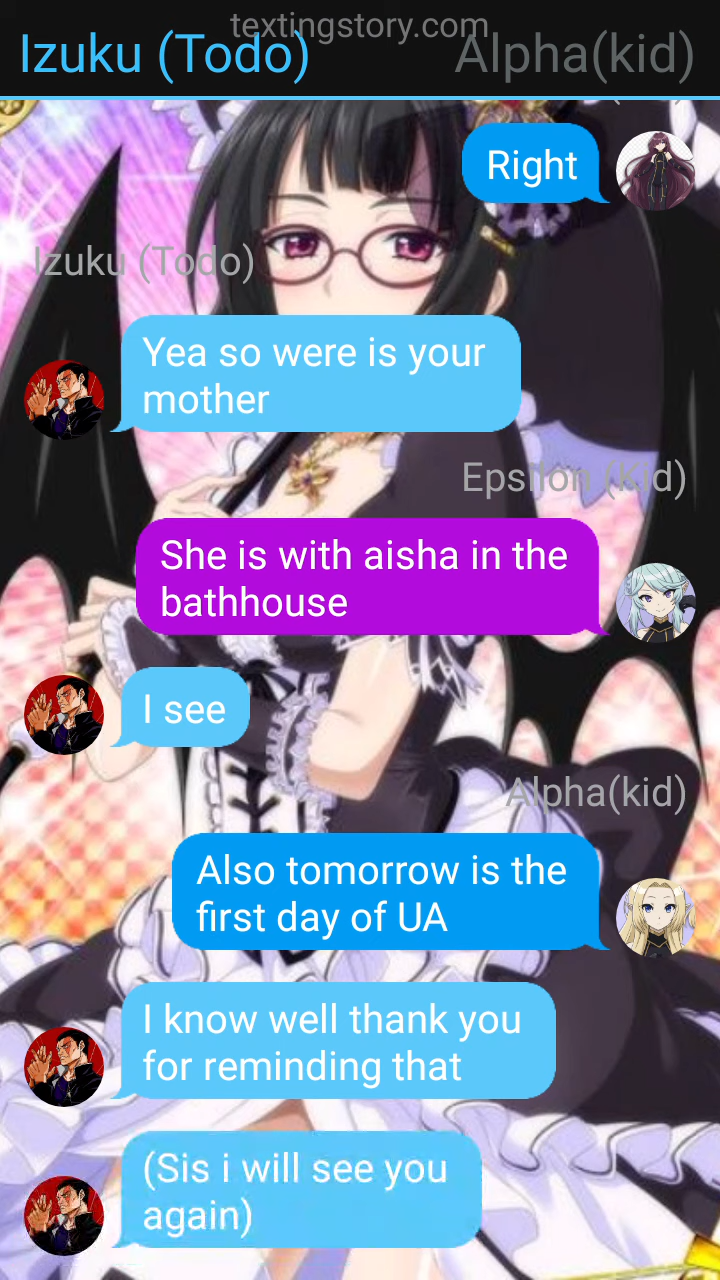 textingstory.com
Izuku (Todo)
Alpha(kid)
Right
Izuku (Todo)
Yea so were is your
mother
Epsilon (Kid)
She is with aisha in the
bathhouse
I see
Alpha(kid)
Also tomorrow is the
first day of UA
I know well thank you
for reminding that
(Sis i will see you
again)